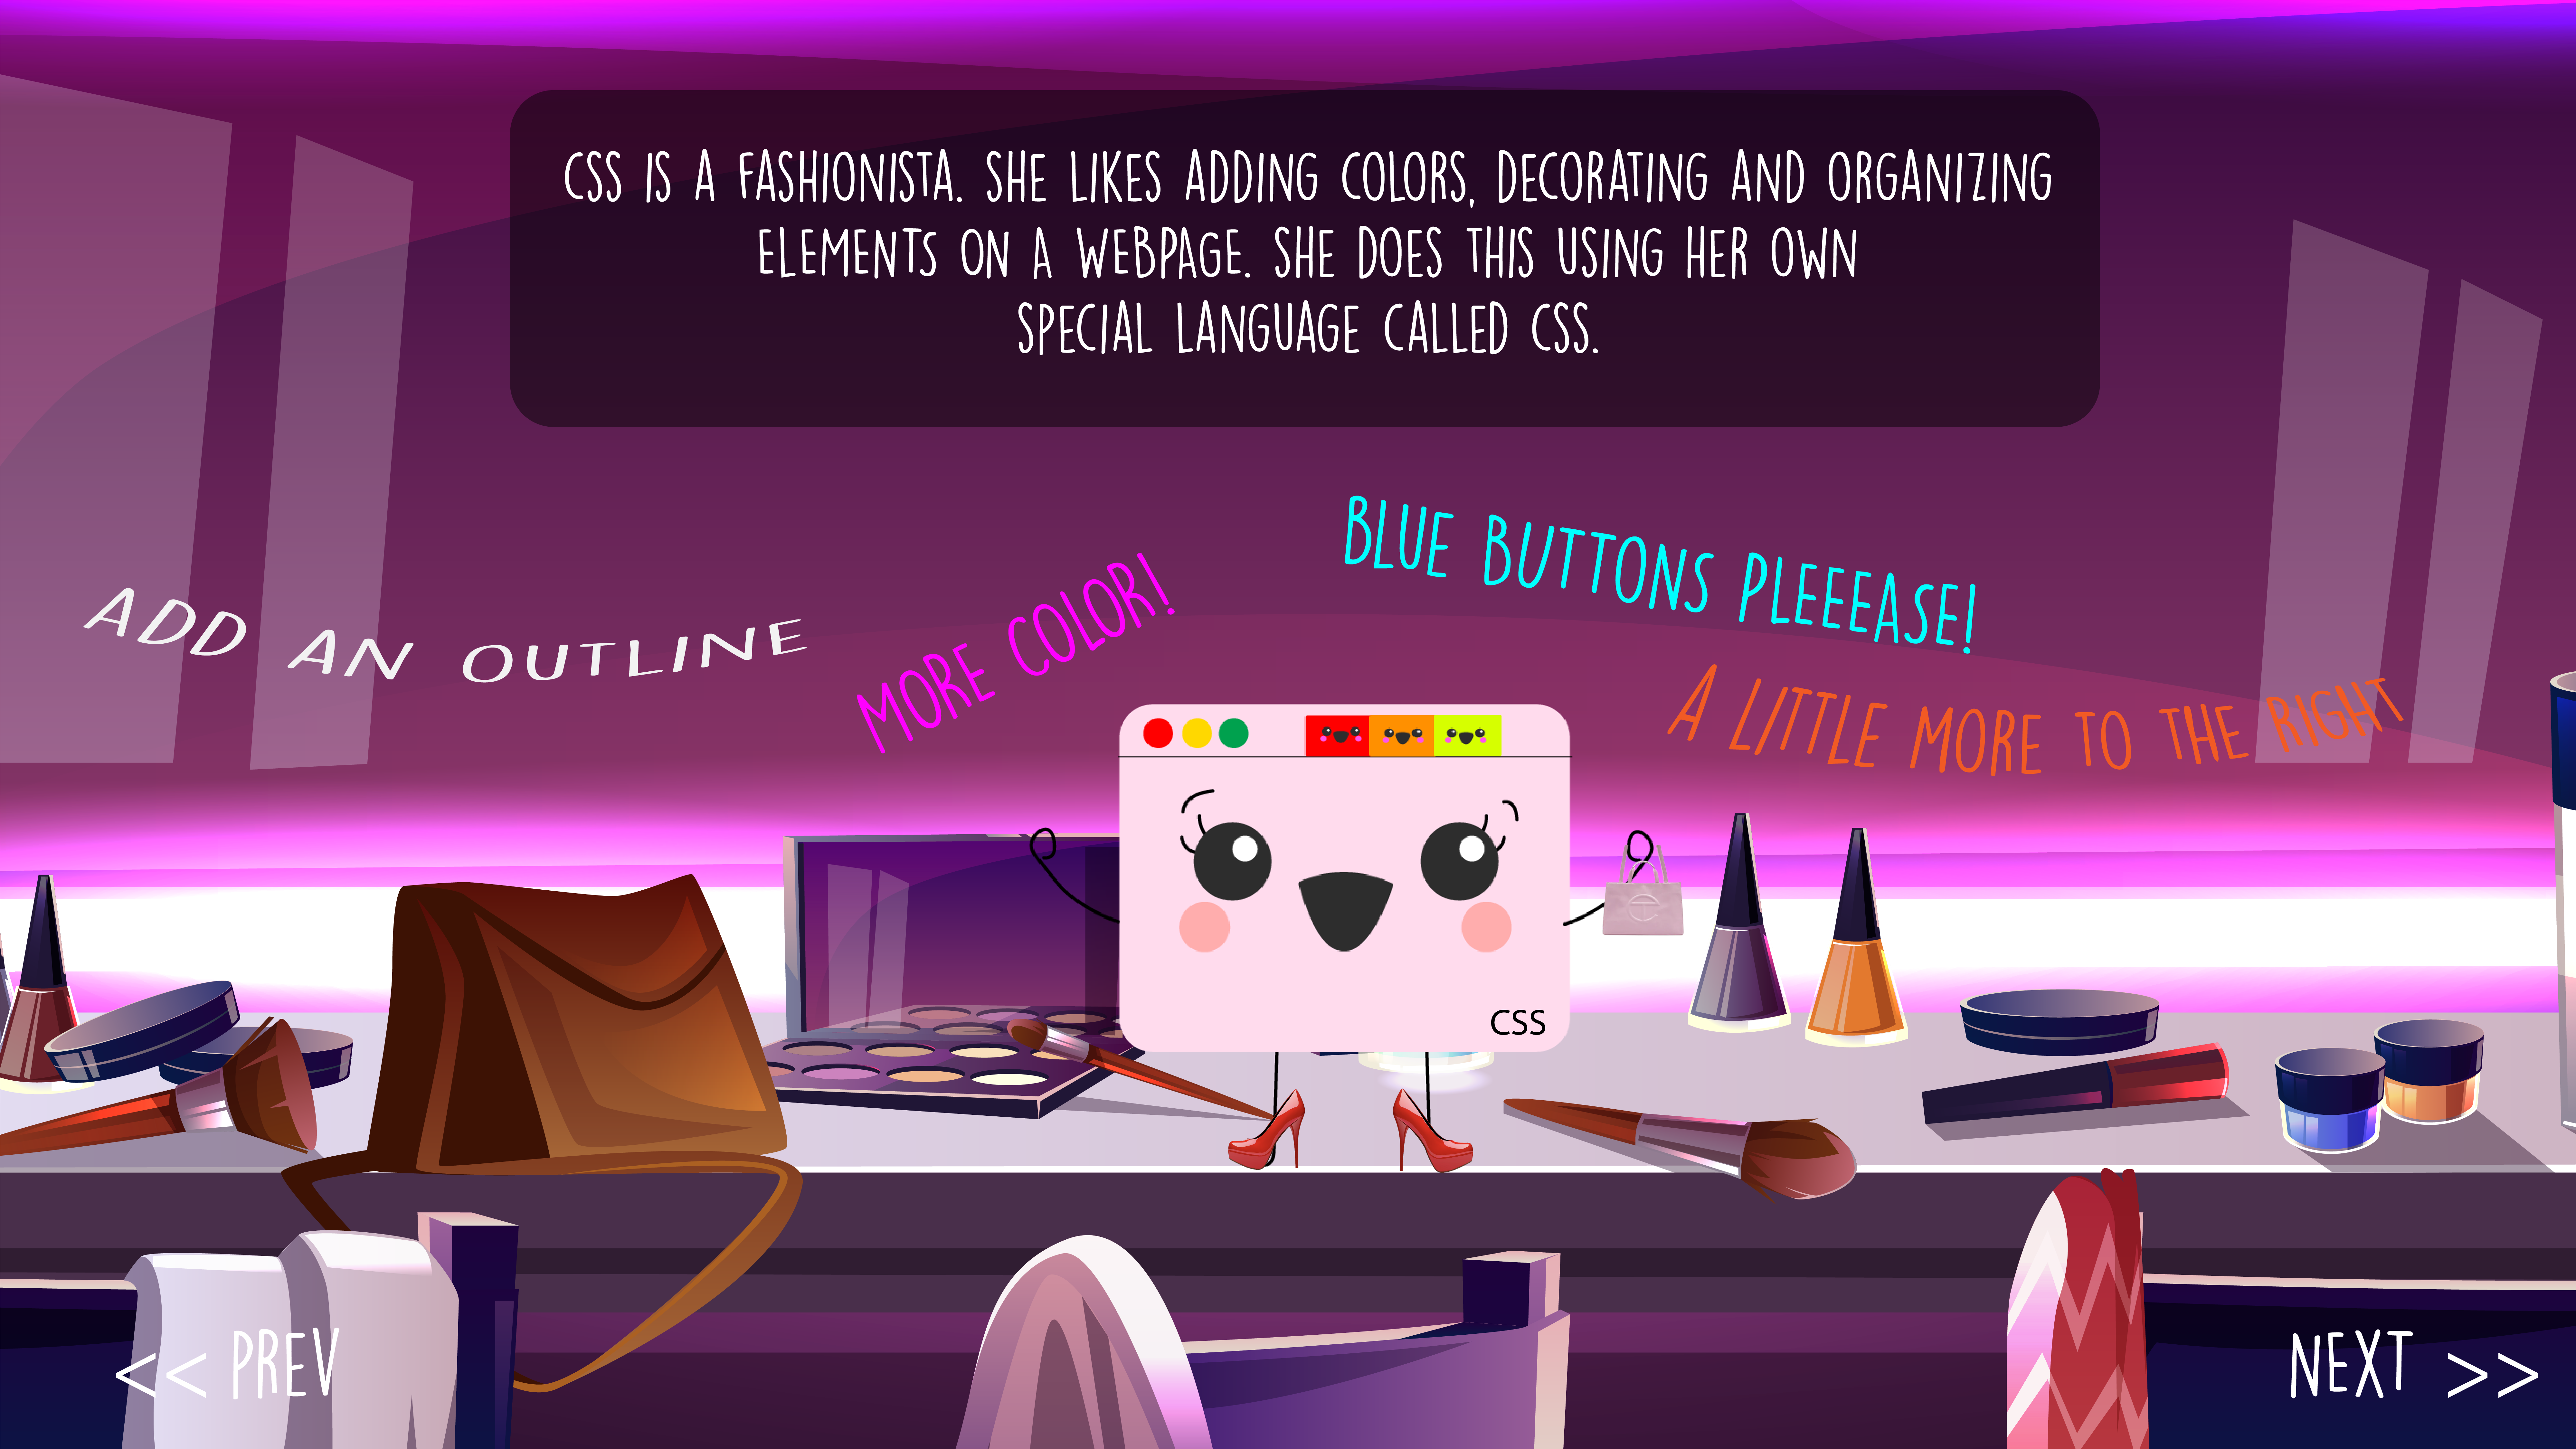 CSS IS A FASHIONISTA. SHE LIKES ADDING COLORS, DECORATING AND ORGANIZING
ELEMENTS ON A WEBPAGE. SHE DOES THIS USING HER OWN
SPECIAL LANGUAGE CALLED CSS.
BLUE BUTTONS PLEEEASE!
ADD AN OUTLINE
MORE COLOR!
A LITTLE MORE TO THE RIGHT
CSS
<< PREV
NEXT >>